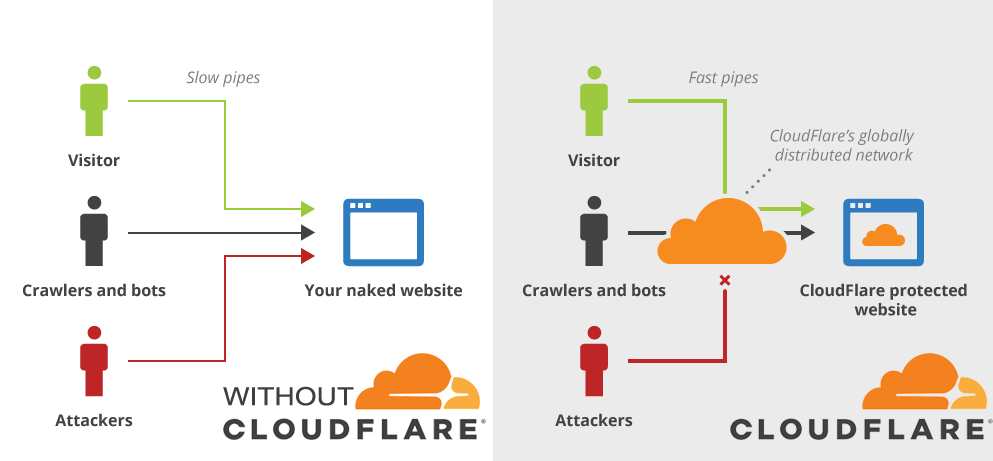 Slow pipes
Visitor
Crawlers and bots
Your naked website
Attackers
WITHOUT
CLOUDFLARE®
Fast pipes
CloudFlare's globally
distributed network
Visitor
Crawlers and bots
CloudFlare protected
website
Attackers
CLOUDFLARE®